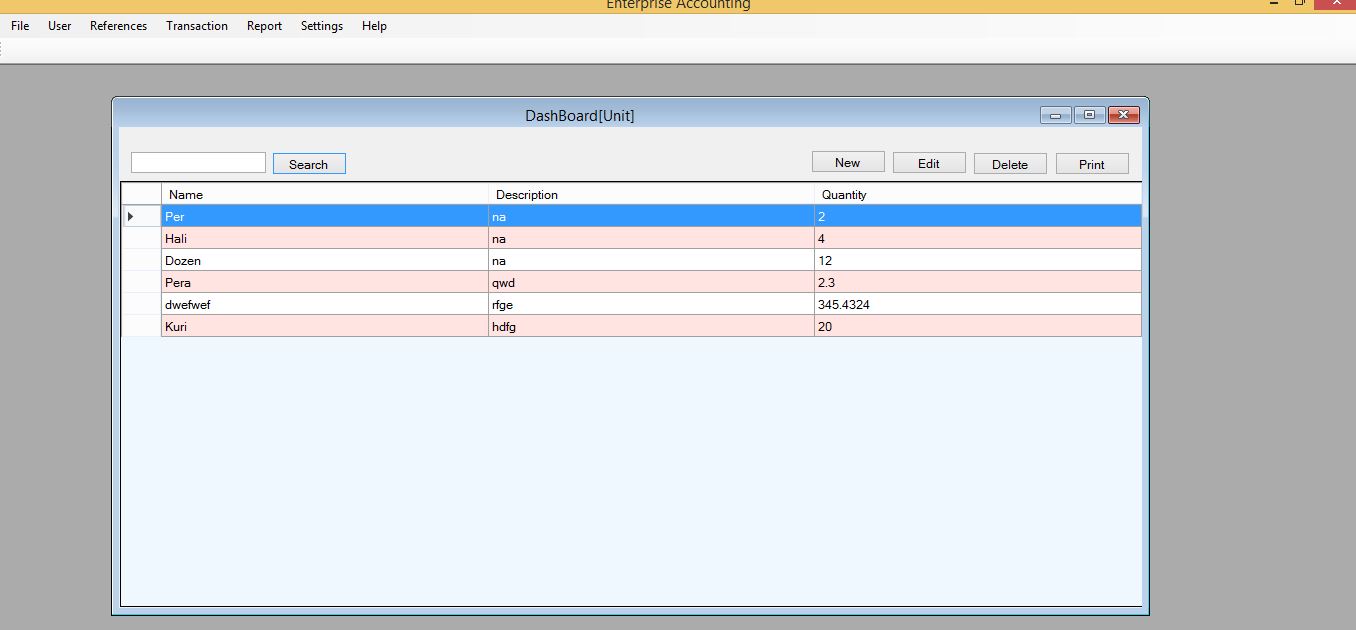 Enterprise Accounting
File User References Transaction Report Settings Help
DashBoard[Unit]
Search New Edit Delete Print
Name Description Quantity
Per na 2
Hali na 4
Dozen na 12
Pera qwd 2.3
dwefwef rfge 345.4324
Kuri hdfg 20